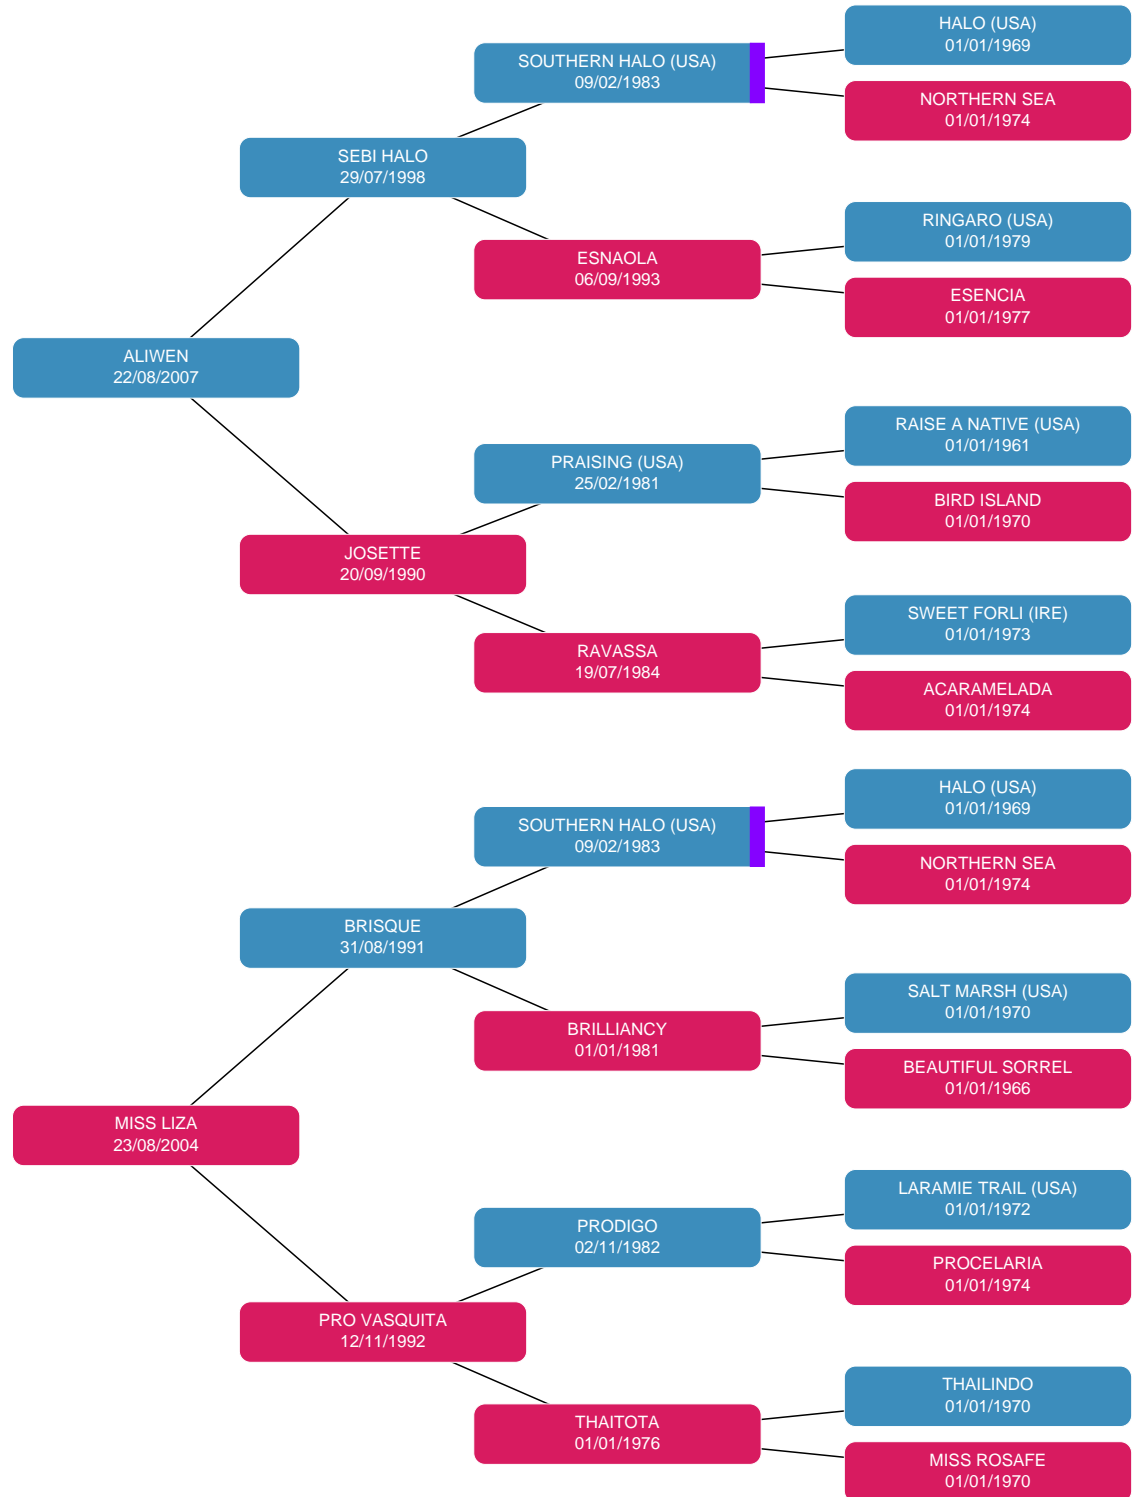 HALO (USA)
01/01/1969
SOUTHERN HALO (USA)
09/02/1983
NORTHERN SEA
01/01/1974
SEBI HALO
29/07/1998
RINGARO (USA)
01/01/1979
ESNAOLA
06/09/1993
ESENCIA
01/01/1977
ALIWEN
22/08/2007
RAISE A NATIVE (USA)
01/01/1961
PRAISING (USA)
25/02/1981
BIRD ISLAND
01/01/1970
JOSETTE
20/09/1990
SWEET FORLI (IRE)
01/01/1973
RAVASSA
19/07/1984
ACARAMELADA
01/01/1974
HALO (USA)
01/01/1969
SOUTHERN HALO (USA)
09/02/1983
NORTHERN SEA
01/01/1974
BRISQUE
31/08/1991
SALT MARSH (USA)
01/01/1970
BRILLIANCY
01/01/1981
BEAUTIFUL SORREL
01/01/1966
MISS LIZA
23/08/2004
LARAMIE TRAIL (USA)
01/01/1972
PRODIGO
02/11/1982
PROCELARIA
01/01/1974
PRO VASQUITA
12/11/1992
THAILINDO
01/01/1970
THAITOTA
01/01/1976
MISS ROSAFE
01/01/1970